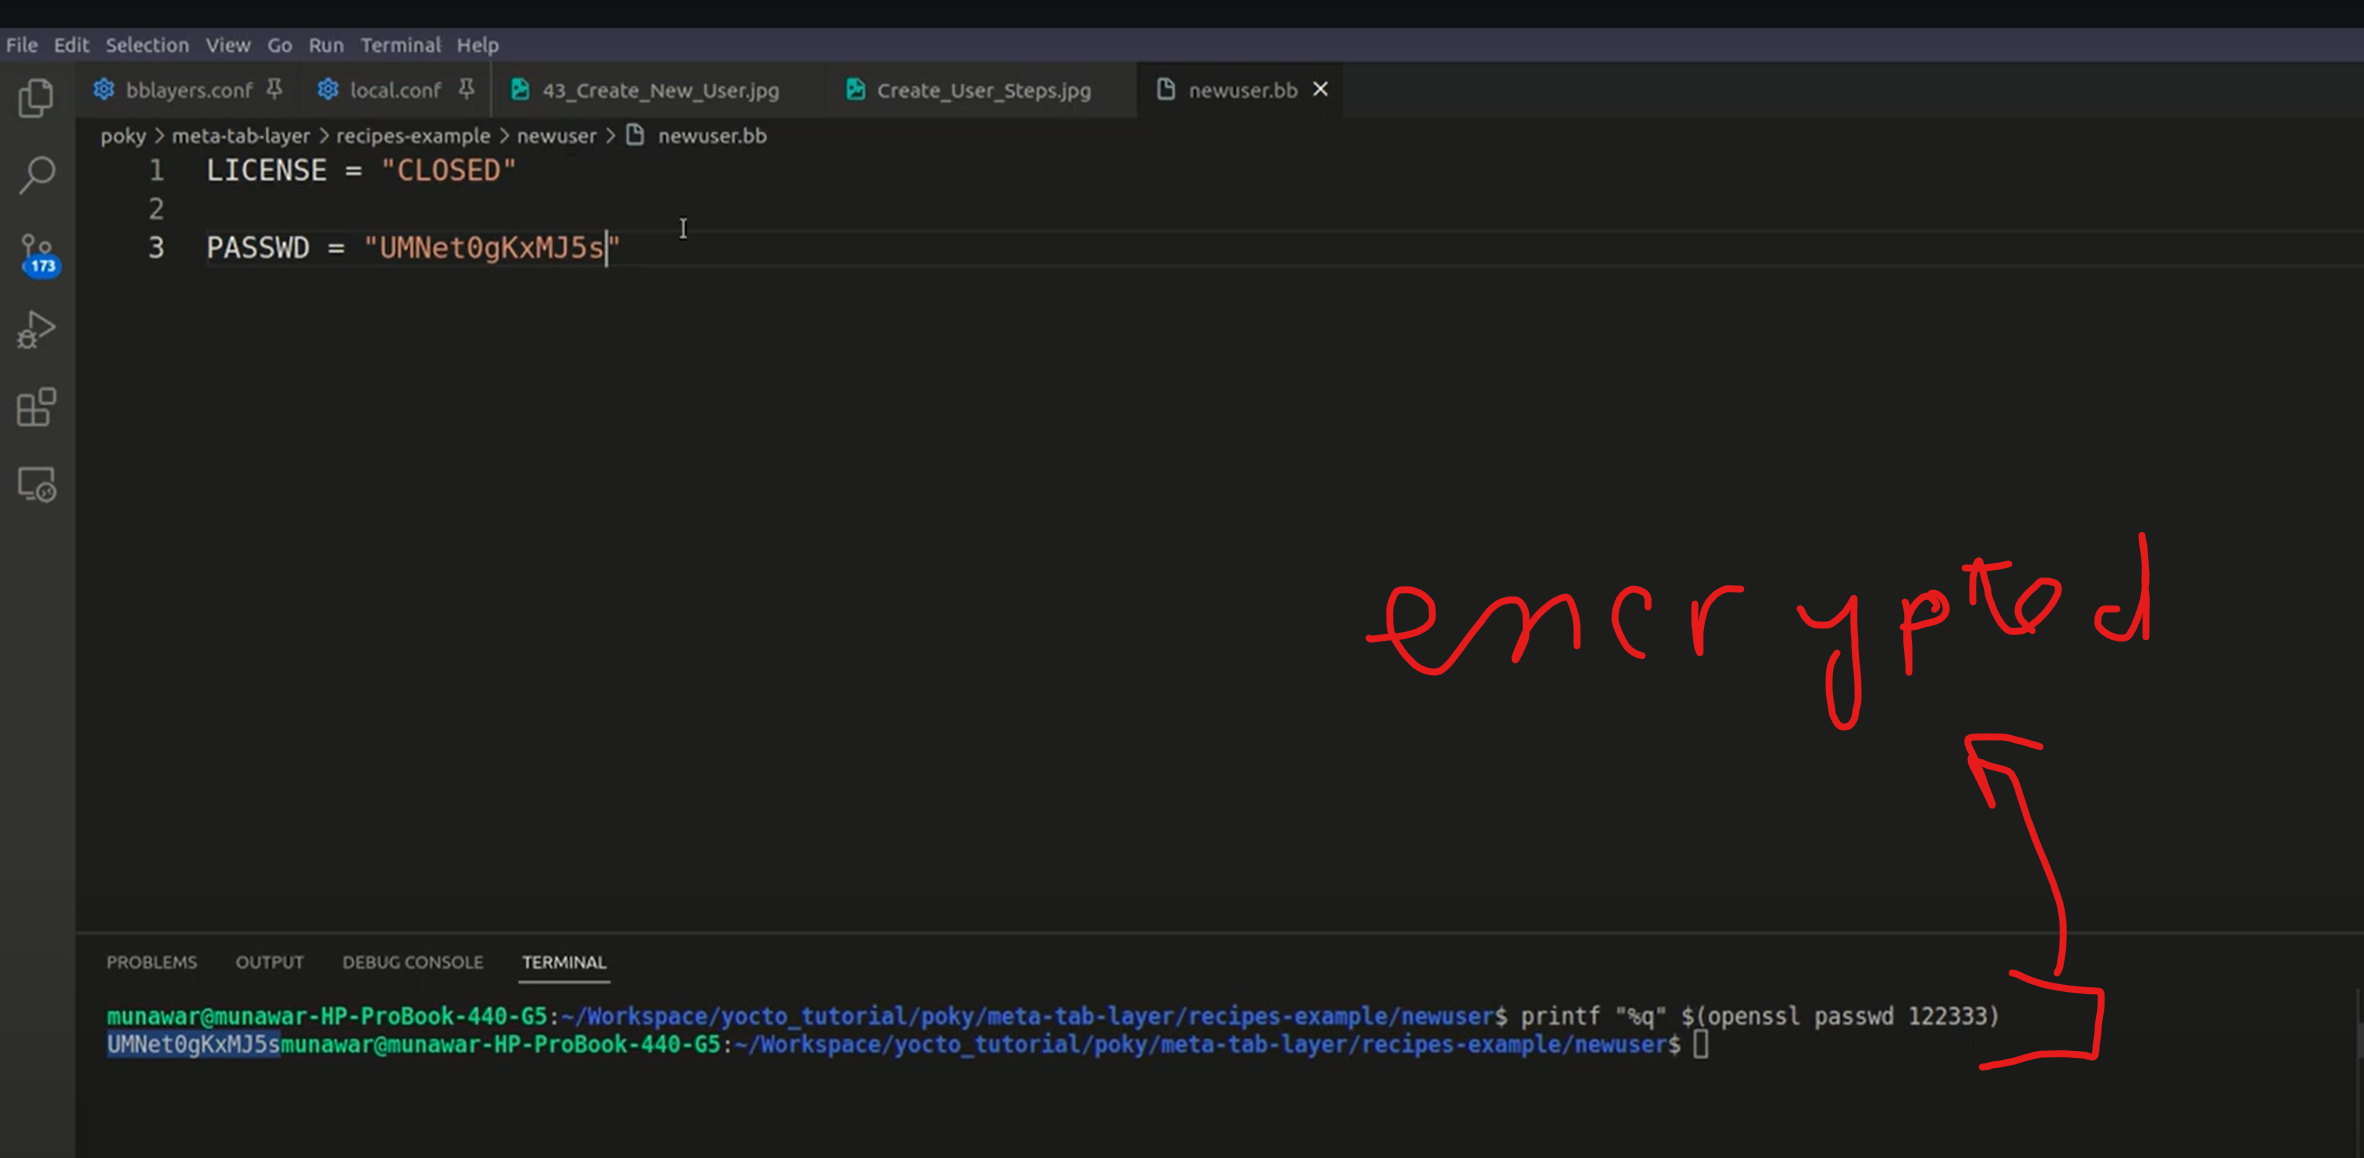 File Edit Selection View Go Run Terminal Help
bblayers.conf local.conf 43_Create_New_User.jpg Create_User_Steps.jpg newuser.bb
poky > meta-tab-layer > recipes-example > newuser > newuser.bb
1 LICENSE = "CLOSED"
2
3 PASSWD = "UMNet0gKxMJ5s"
173
encrypted
PROBLEMS OUTPUT DEBUG CONSOLE TERMINAL
munawar@munawar-HP-ProBook-440-G5:~/Workspace/yocto_tutorial/poky/meta-tab-layer/recipes-example/newuser$ printf "%q" $(openssl passwd 122333)
UMNet0gKxMJ5smunawar@munawar-HP-ProBook-440-G5:~/Workspace/yocto_tutorial/poky/meta-tab-layer/recipes-example/newuser$